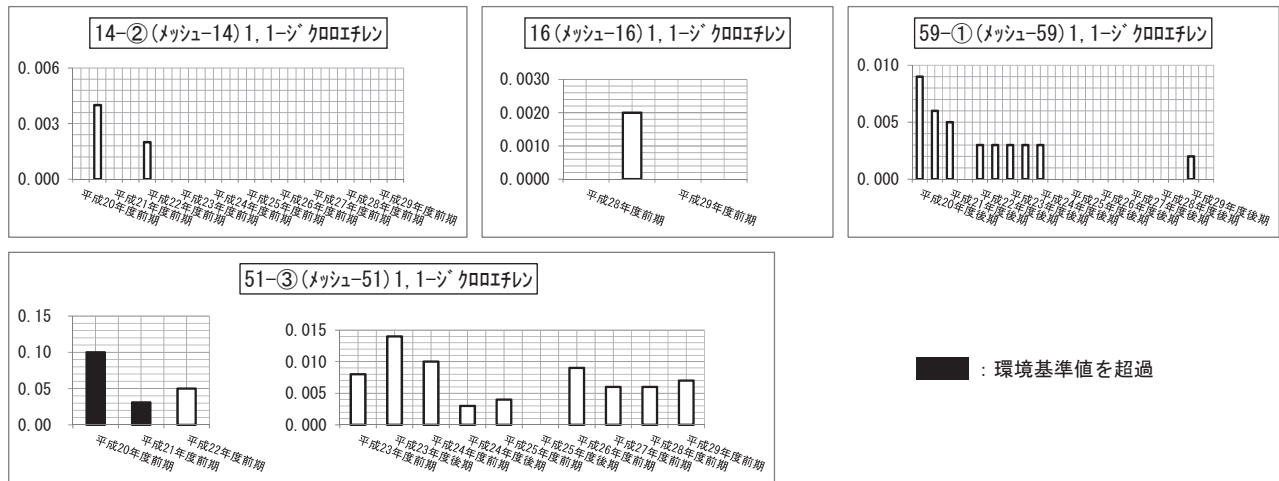 14-②(メッシュ-14)1,1-ジクロロエチレン
0.006
0.003
0.000
平成20年度前期
平成21年度前期
平成22年度前期
平成23年度前期
平成24年度前期
平成25年度前期
平成26年度前期
平成27年度前期
平成28年度前期
平成29年度前期
16(メッシュ-16)1,1-ジクロロエチレン
0.0030
0.0020
0.0010
0.0000
平成28年度前期
平成29年度前期
59-①(メッシュ-59)1,1-ジクロロエチレン
0.010
0.005
0.000
平成20年度後期
平成21年度後期
平成22年度後期
平成23年度後期
平成24年度後期
平成25年度後期
平成26年度後期
平成27年度後期
平成28年度後期
平成29年度後期
51-③(メッシュ-51)1,1-ジクロロエチレン
0.15
0.10
0.05
0.00
平成20年度前期
平成21年度前期
平成22年度前期
0.015
0.010
0.005
0.000
平成23年度前期
平成23年度後期
平成24年度前期
平成24年度後期
平成25年度前期
平成25年度後期
平成26年度前期
平成27年度前期
平成28年度前期
平成29年度前期
：環境基準値を超過